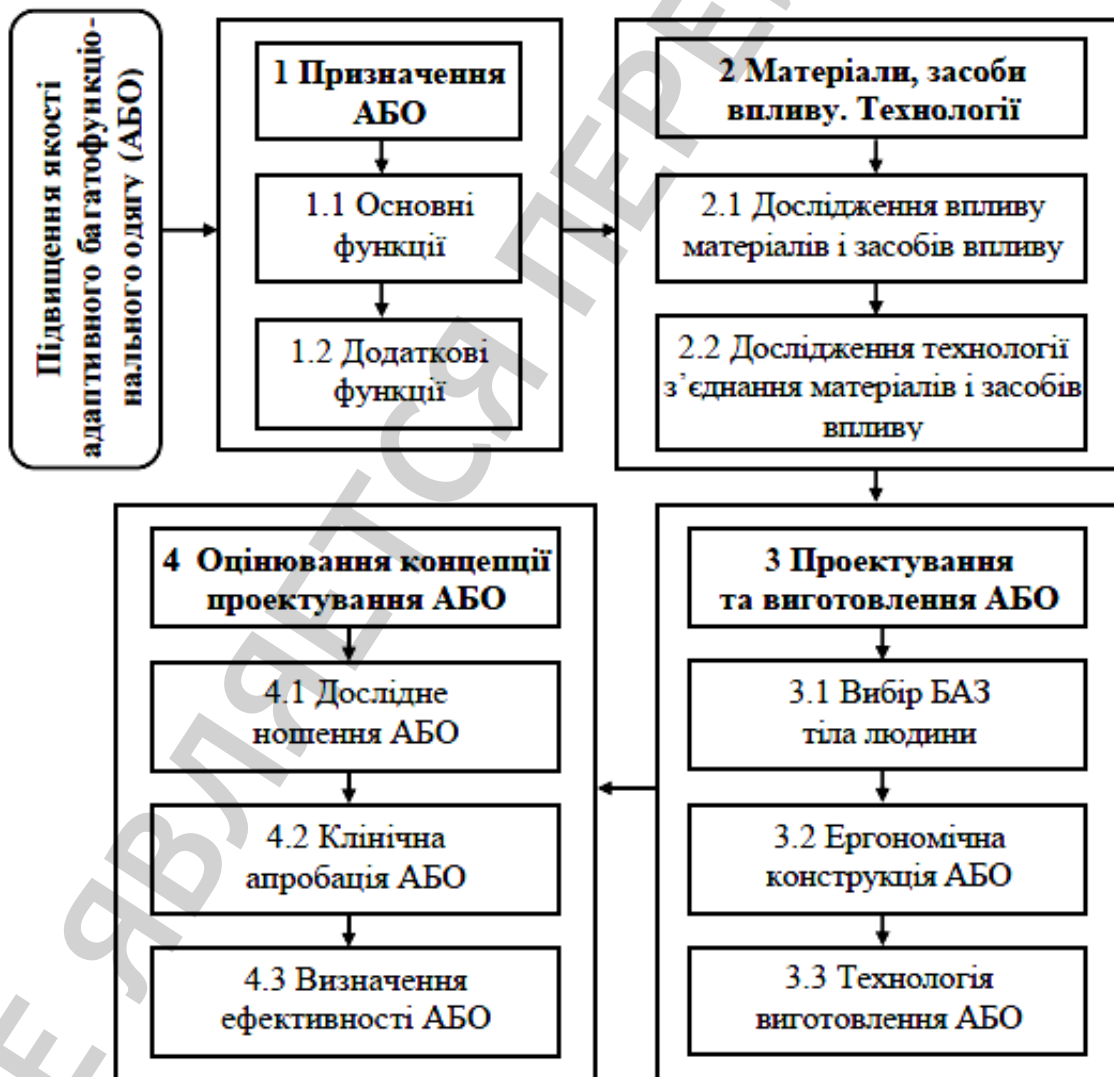 Підвищення якості
адаптивного багатофункціо-
нального одягу (АБО)
1 Призначення
АБО
1.1 Основні
функції
1.2 Додаткові
функції
2 Матеріали, засоби
впливу. Технології
2.1 Дослідження впливу
матеріалів і засобів впливу
2.2 Дослідження технології
з’єднання матеріалів і засобів
впливу
3 Проектування
та виготовлення АБО
3.1 Вибір БАЗ
тіла людини
3.2 Ергономічна
конструкція АБО
3.3 Технологія
виготовлення АБО
4 Оцінювання концепції
проектування АБО
4.1 Дослідне
ношення АБО
4.2 Клінічна
апробація АБО
4.3 Визначення
ефективності АБО
Е ЯВЛЯЕТСЯ ПЕРЕ